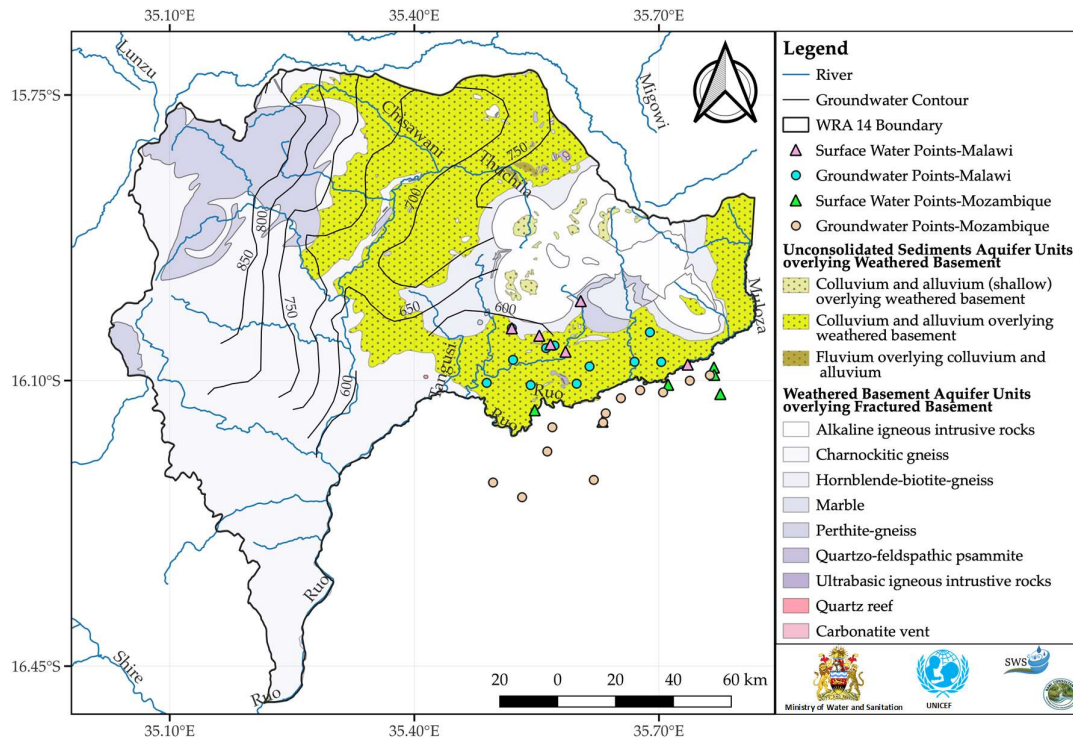 35.10°E
35.40°E
35.70°E
15.75°S
16.10°S
16.45°S
Lunzu
Chisawani
Thuchila
Migowi
750
700
800
850
750
650
600
600
Tangusi
Muloza
Ruo
Ruo
Ruo
Ruo
Shire
20 0 20 40 60 km
35.10°E
35.40°E
35.70°E
Legend
River
Groundwater Contour
WRA 14 Boundary
Surface Water Points-Malawi
Groundwater Points-Malawi
Surface Water Points-Mozambique
Groundwater Points-Mozambique
Unconsolidated Sediments Aquifer Units
overlying Weathered Basement
Colluvium and alluvium (shallow)
overlying weathered basement
Colluvium and alluvium overlying
weathered basement
Fluvium overlying colluvium and
alluvium
Weathered Basement Aquifer Units
overlying Fractured Basement
Alkaline igneous intrusive rocks
Charnockitic gneiss
Hornblende-biotite-gneiss
Marble
Perthite-gneiss
Quartzo-feldspathic psammite
Ultrabasic igneous intrustive rocks
Quartz reef
Carbonatite vent
Ministry of Water and Sanitation
UNICEF
SWS